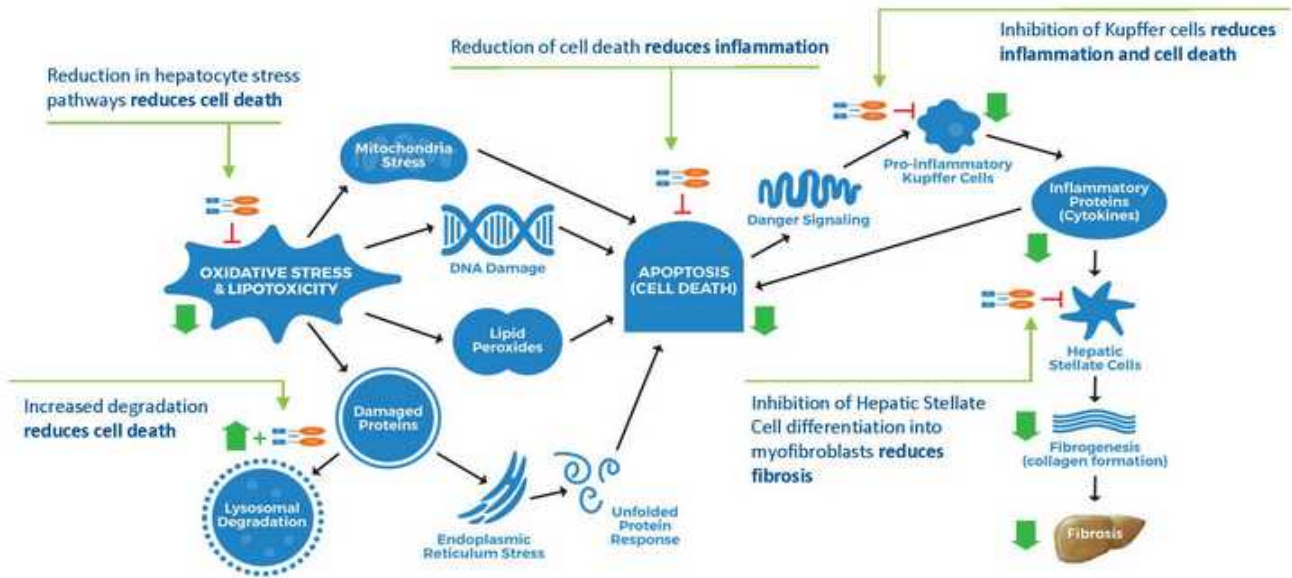 Reduction of cell death reduces inflammation
Inhibition of Kupffer cells reduces
inflammation and cell death
Reduction in hepatocyte stress
pathways reduces cell death
Mitochondria
Stress
Pro-inflammatory
Kupffer Cells
Inflammatory
Proteins
(Cytokines)
Danger Signaling
DNA Damage
OXIDATIVE STRESS
& LIPOTOXICITY
APOPTOSIS
(CELL DEATH)
Lipid
Peroxides
Hepatic
Stellate Cells
Increased degradation
reduces cell death
+
Damaged
Proteins
Inhibition of Hepatic Stellate
Cell differentiation into
myofibroblasts reduces
fibrosis
Fibrogenesis
(collagen formation)
Lysosomal
Degradation
Endoplasmic
Reticulum Stress
Unfolded
Protein
Response
Fibrosis